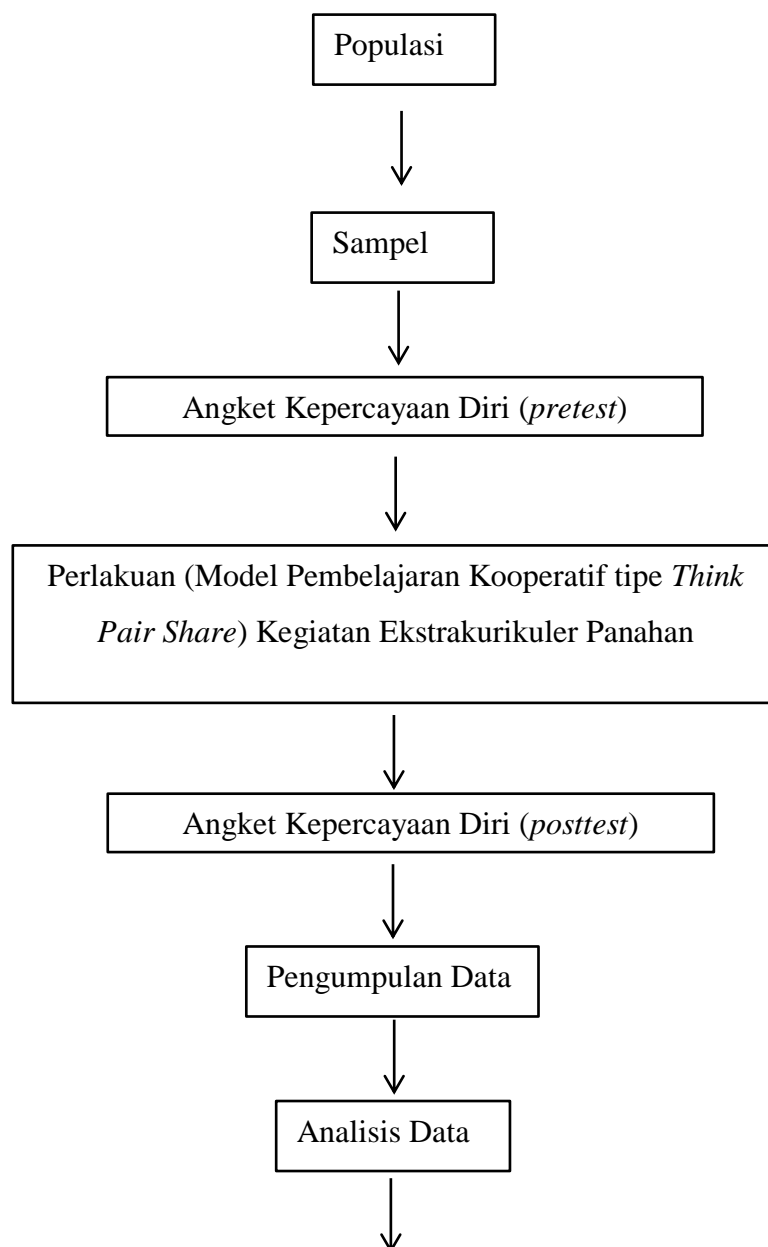 Populasi
Sampel
Angket Kepercayaan Diri (pretest)
Perlakuan (Model Pembelajaran Kooperatif tipe Think
Pair Share) Kegiatan Ekstrakurikuler Panahan
Angket Kepercayaan Diri (posttest)
Pengumpulan Data
Analisis Data